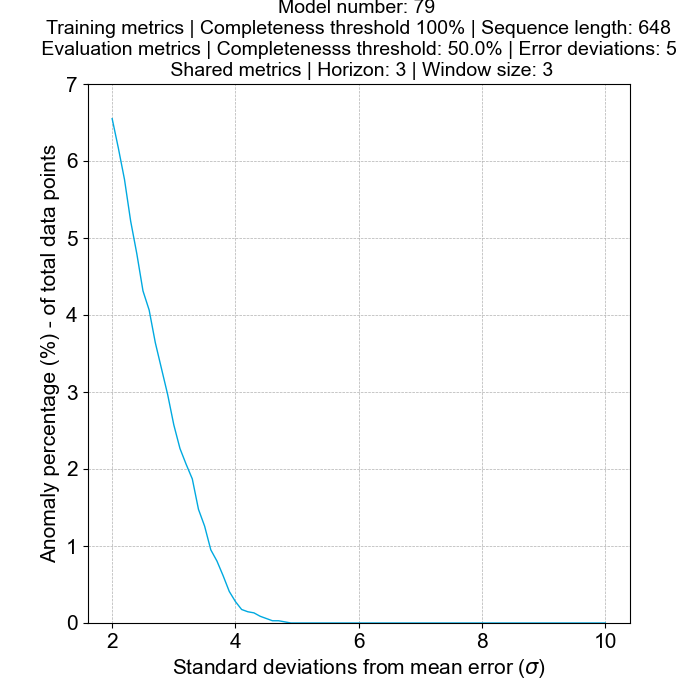 Model number: 79
Training metrics | Completeness threshold 100% | Sequence length: 648
Evaluation metrics | Completenesss threshold: 50.0% | Error deviations: 5
Shared metrics | Horizon: 3 | Window size: 3
7
6
5
4
3
2
1
0
Anomaly percentage (%) - of total data points
2 4 6 8 10
Standard deviations from mean error (σ)